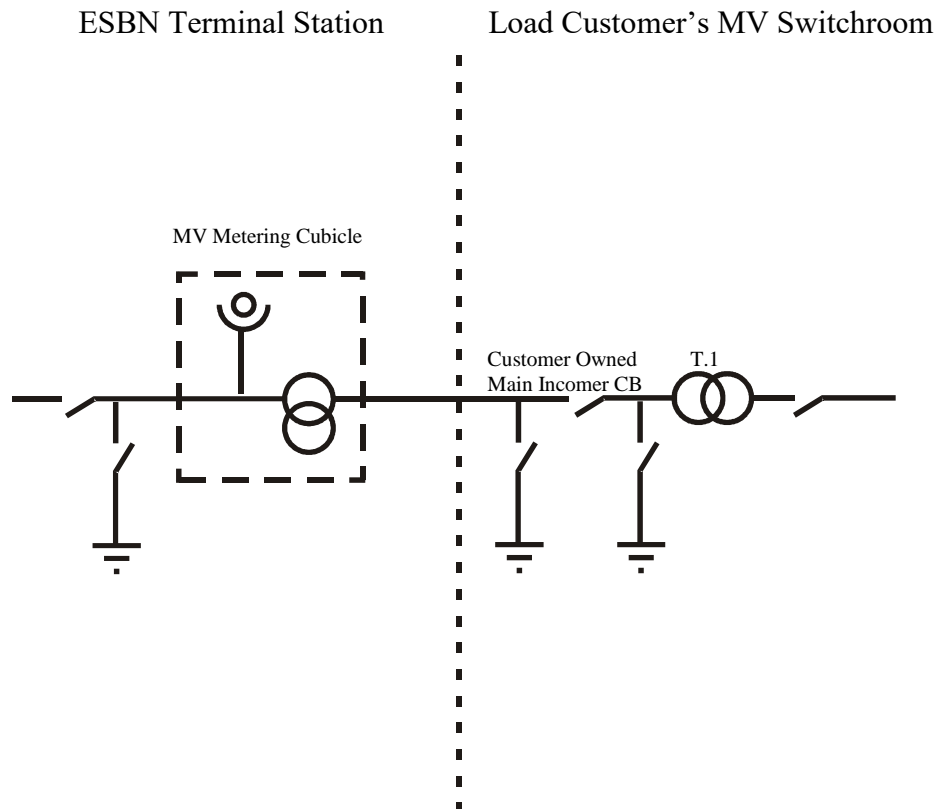 ESBN Terminal Station
Load Customer’s MV Switchroom
MV Metering Cubicle
Customer Owned
Main Incomer CB
T.1